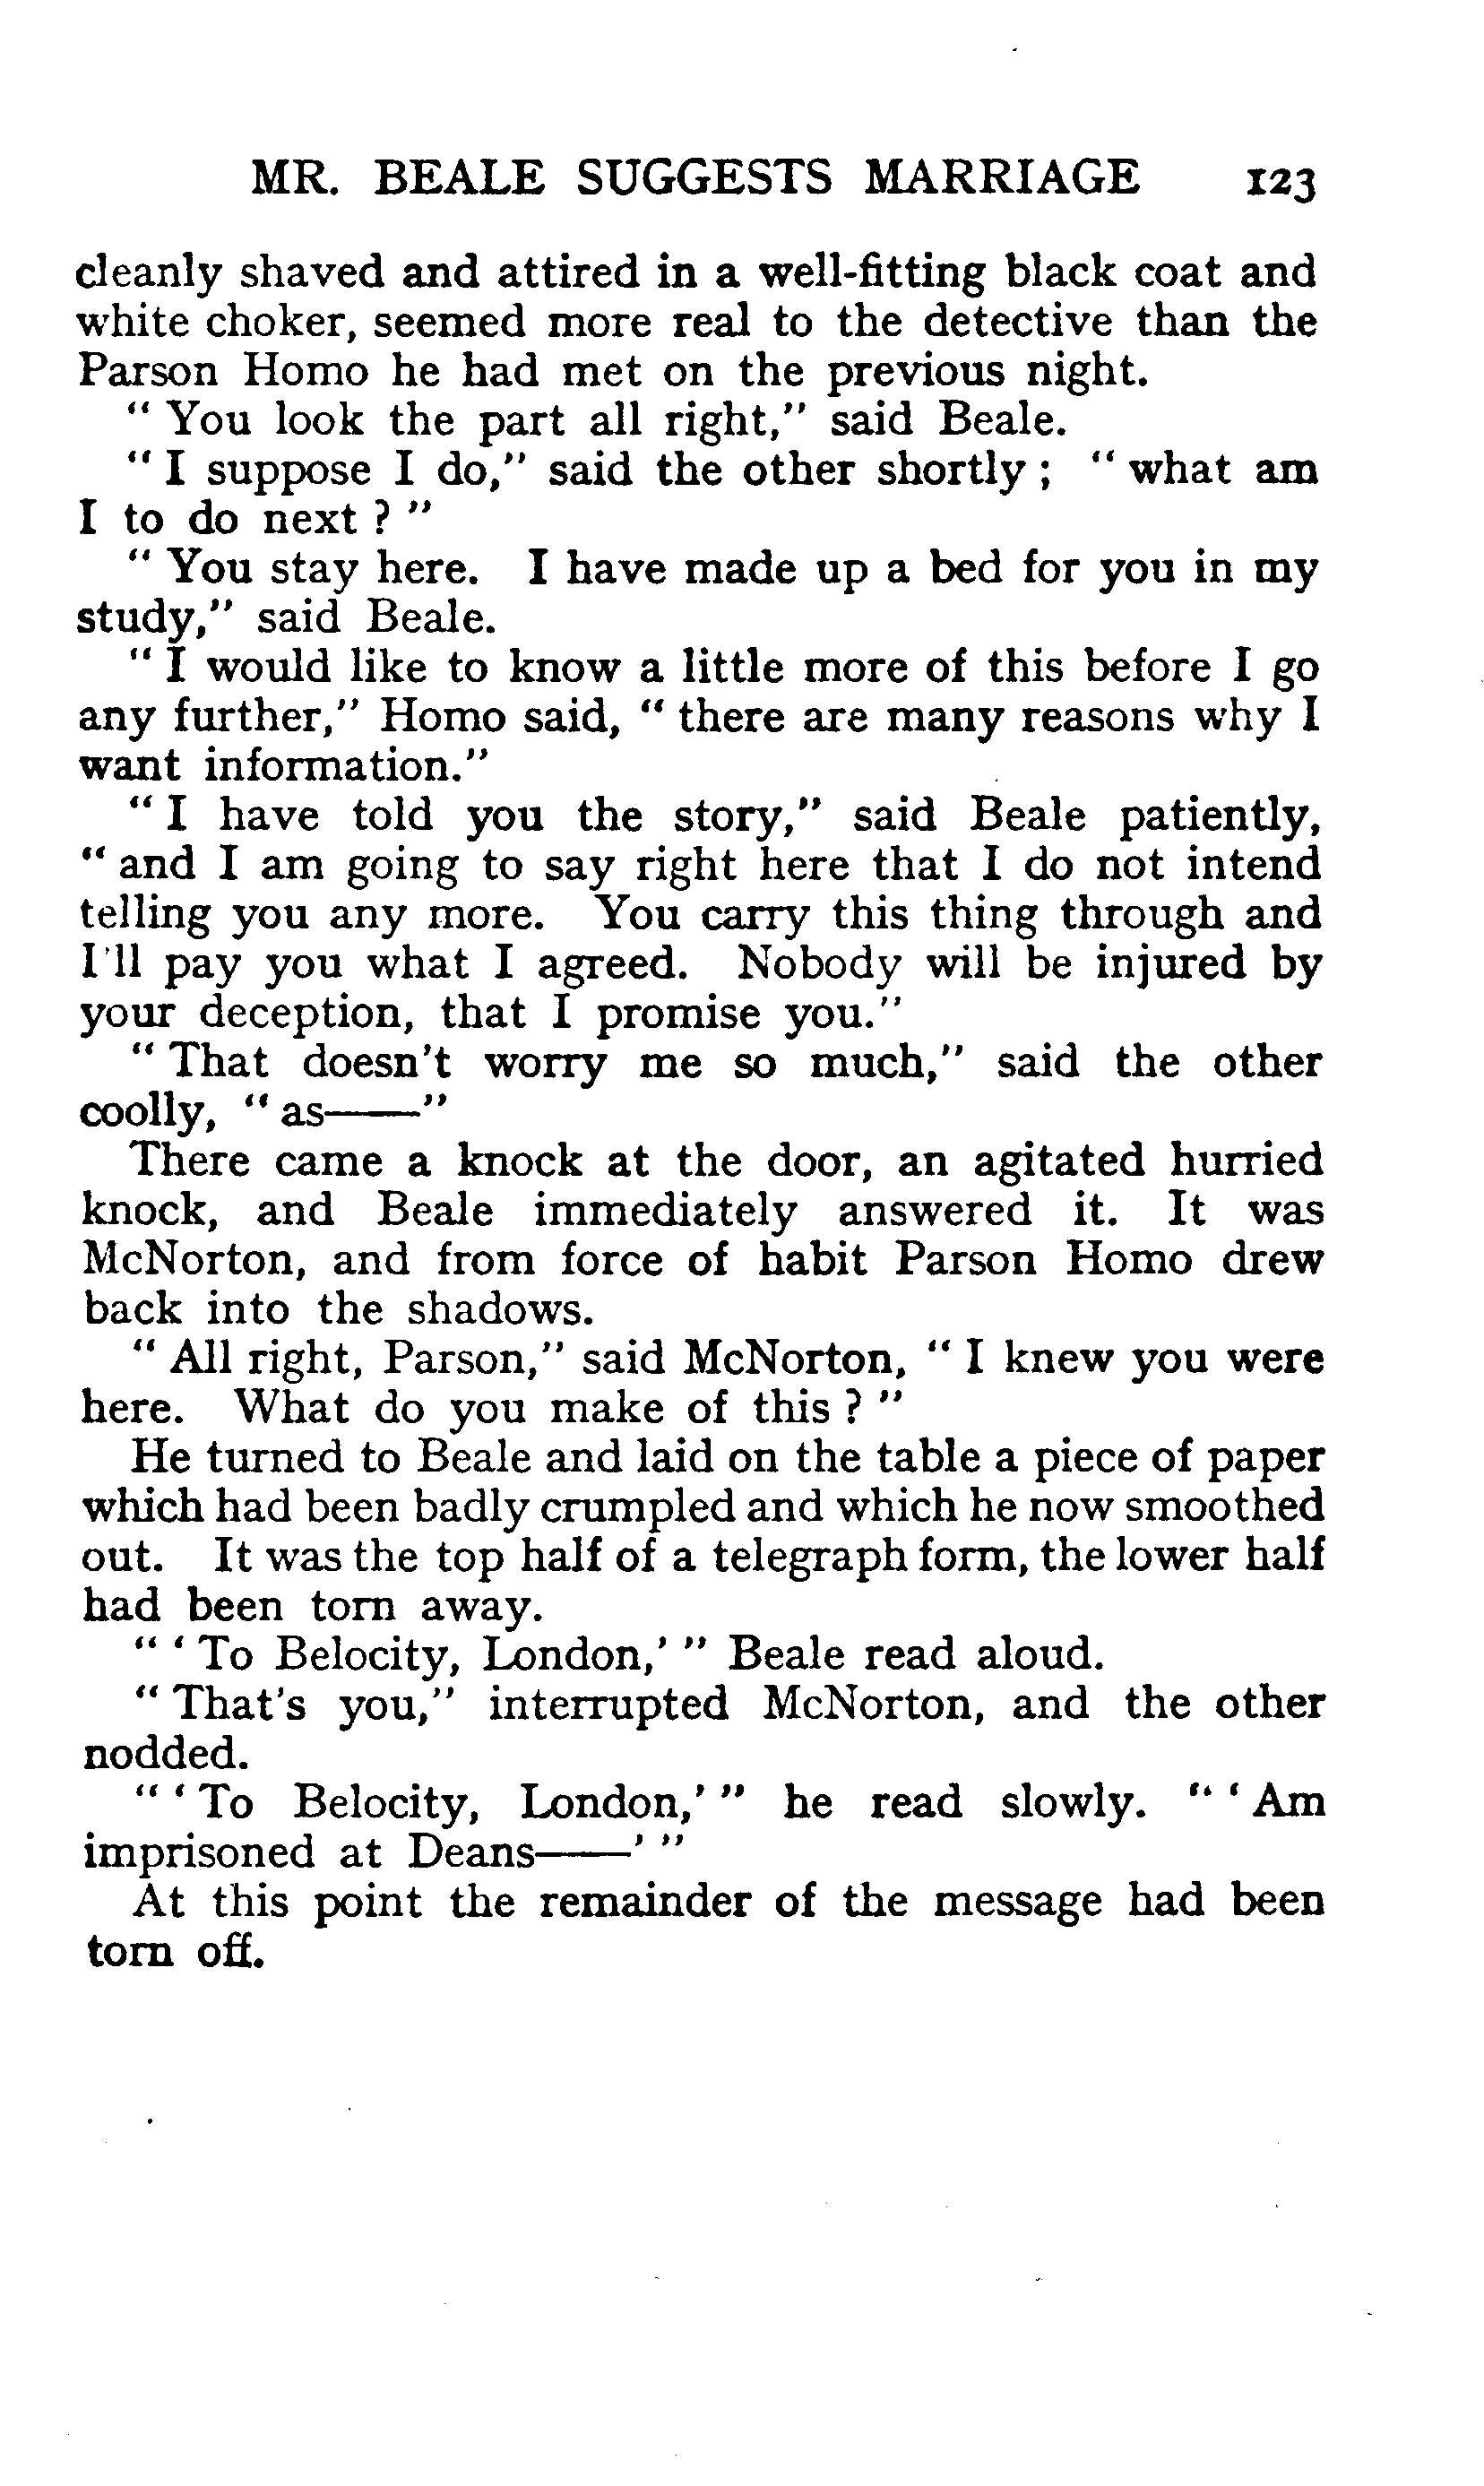 MR. BEALE SUGGESTS MARRIAGE 123
cleanly shaved and attired in a well-fitting black coat and
white choker, seemed more real to the detective than the
Parson Homo he had met on the previous night.
" You look the part all right," said Beale.
" I suppose I do," said the other shortly ; " what am
I to do next ? "
" You stay here. I have made up a bed for you in my
study," said Beale.
" I would like to know a little more of this before I go
any further," Homo said, " there are many reasons why I
want information."
" I have told you the story," said Beale patiently,
" and I am going to say right here that I do not intend
telling you any more. You carry this thing through and
I'll pay you what I agreed. Nobody will be injured by
your deception, that I promise you."
" That doesn't worry me so much," said the other
coolly, " as——"
There came a knock at the door, an agitated hurried
knock, and Beale immediately answered it. It was
McNorton, and from force of habit Parson Homo drew
back into the shadows.
" All right, Parson," said McNorton, " I knew you were
here. What do you make of this ? "
He turned to Beale and laid on the table a piece of paper
which had been badly crumpled and which he now smoothed
out. It was the top half of a telegraph form, the lower half
had been torn away.
" ' To Belocity, London,' " Beale read aloud.
" That's you," interrupted McNorton, and the other
nodded.
" ' To Belocity, London,' " he read slowly. " ' Am
imprisoned at Deans——' "
At this point the remainder of the message had been
torn off.